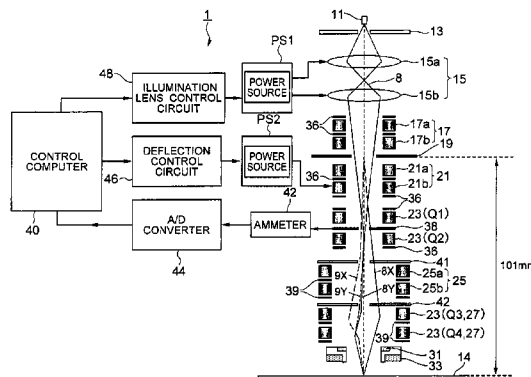 1
11
13
PS1
48
ILLUMINATION
LENS CONTROL
CIRCUIT
POWER
SOURCE
15a
15
8
15b
PS2
36
17a
17
17b
19
CONTROL
COMPUTER
40
DEFLECTION
CONTROL
CIRCUIT
46
POWER
SOURCE
36
21a
21
21b
36
A/D
CONVERTER
44
42
AMMETER
23(Q1)
38
23(Q2)
36
101mm
41
9X
8X
25a
25
39
9Y
8Y
25b
42
23(Q3,27)
39
23(Q4,27)
31
33
14